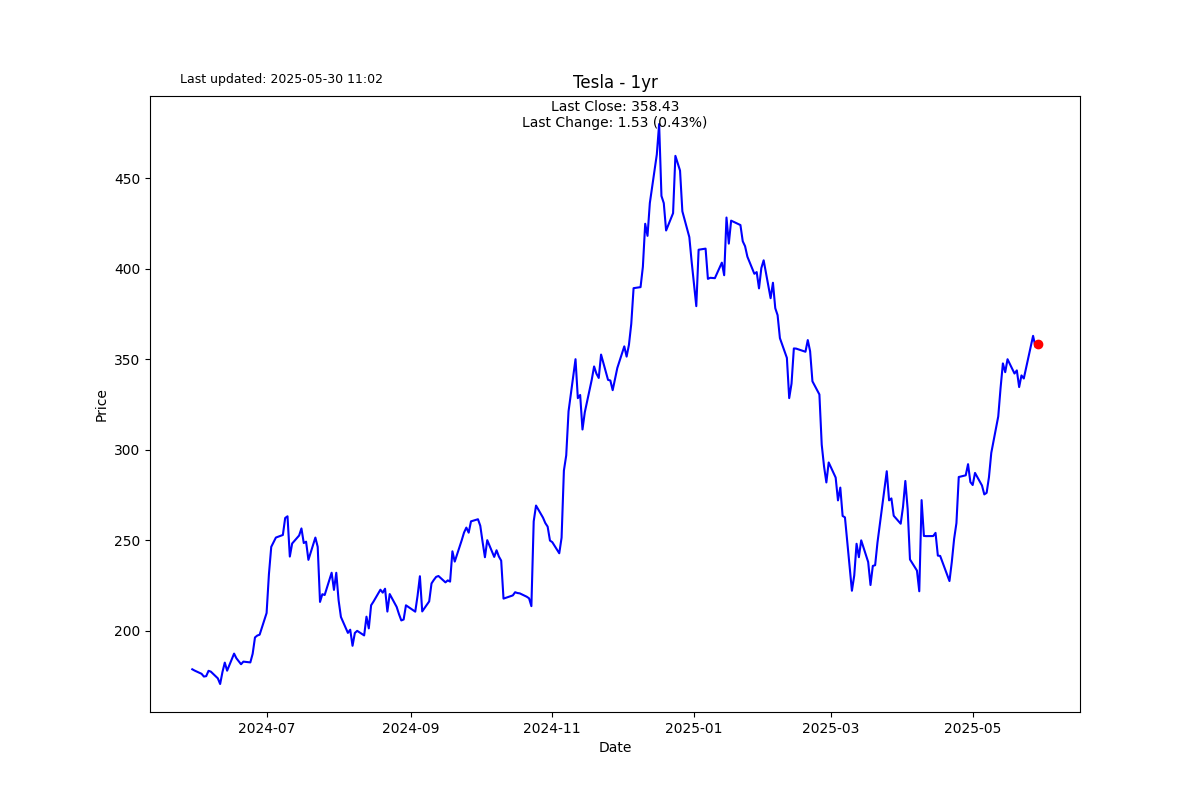 Last updated: 2025-05-30 11:02
Tesla - 1yr
Last Close: 358.43
Last Change: 1.53 (0.43%)
450
400
350
300
250
200
Price
2024-07 2024-09 2024-11 2025-01 2025-03 2025-05
Date